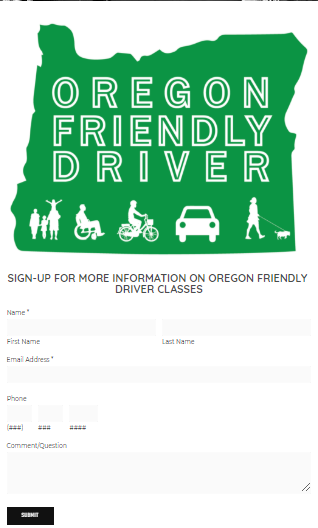 OREGON
FRIENDLY
DRIVER
SIGN-UP FOR MORE INFORMATION ON OREGON FRIENDLY
DRIVER CLASSES
Name *
First Name Last Name
Email Address *
Phone
(###) ### ####
Comment/Question
SUBMIT